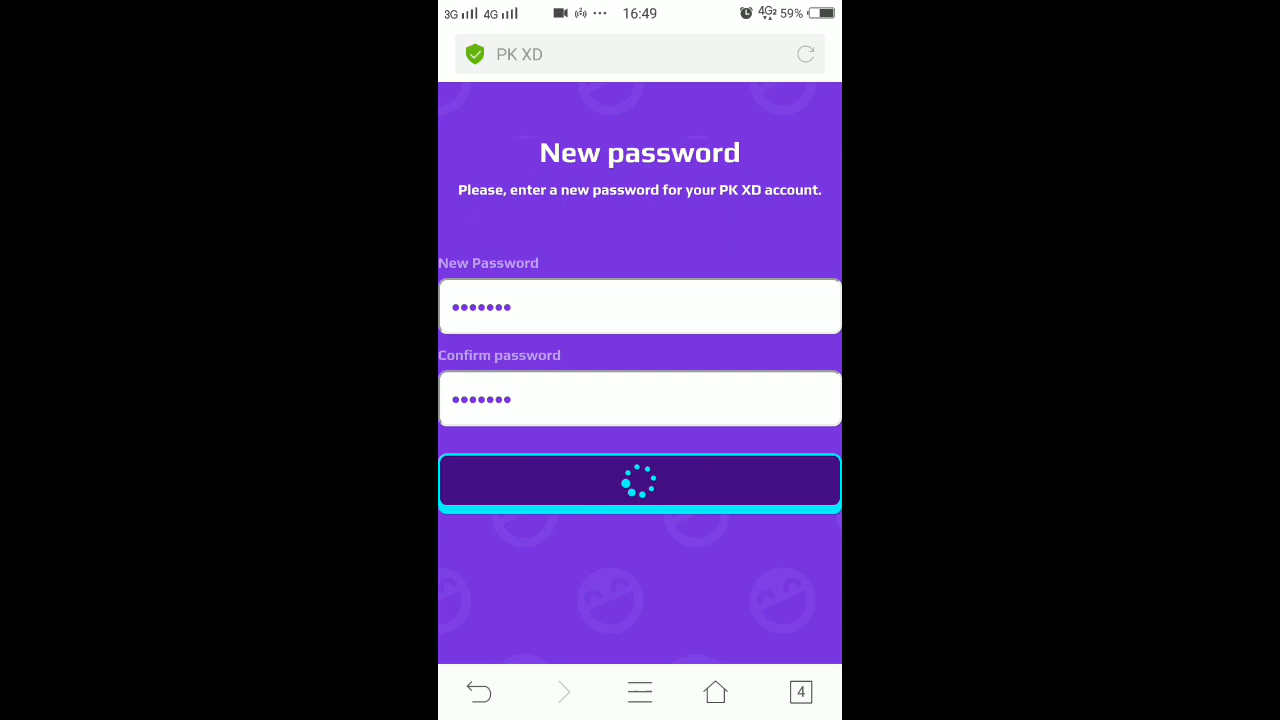 3G 4G 16:49 4G2 59%
PK XD
New password
Please, enter a new password for your PK XD account.
New Password
•••••••
Confirm password
•••••••
4